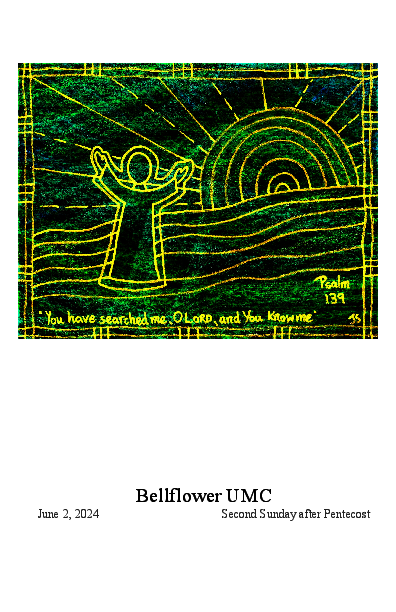 Psalm
139
"You have searched me, O LORD, and You Know me"
Bellflower UMC
June 2, 2024
Second Sunday after Pentecost